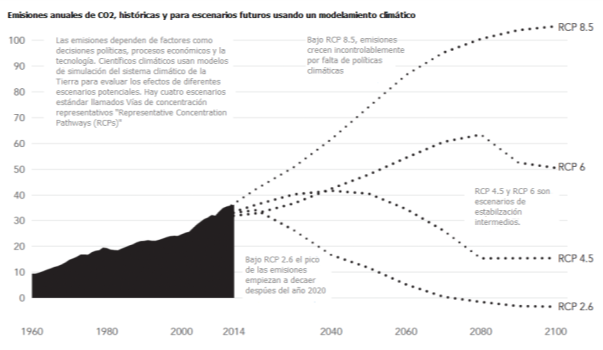 Emisiones anuales de CO2, históricas y para escenarios futuros usando un modelamiento climático
100
90
80
70
60
50
40
30
20
10
0
Las emisiones dependen de factores como
decisiones políticas, procesos económicos y la
tecnología. Científicos climáticos usan modelos
de simulación del sistema climático de la
Tierra para evaluar los efectos de diferentes
escenarios potenciales. Hay cuatro escenarios
estándar llamados Vías de concentración
representativos "Representative Concentration
Pathways (RCPs)"
Bajo RCP 8.5, emisiones
crecen incontrolablemente
por falta de políticas
climáticas
RCP 8.5
RCP 6
RCP 4.5 y RCP 6 son
escenarios de
estabilzación
intermedios.
RCP 4.5
Bajo RCP 2.6 el pico
de las emisiones
empiezan a decaer
despúes del año 2020
RCP 2.6
1960
1980
2000
2014
2040
2060
2080
2100